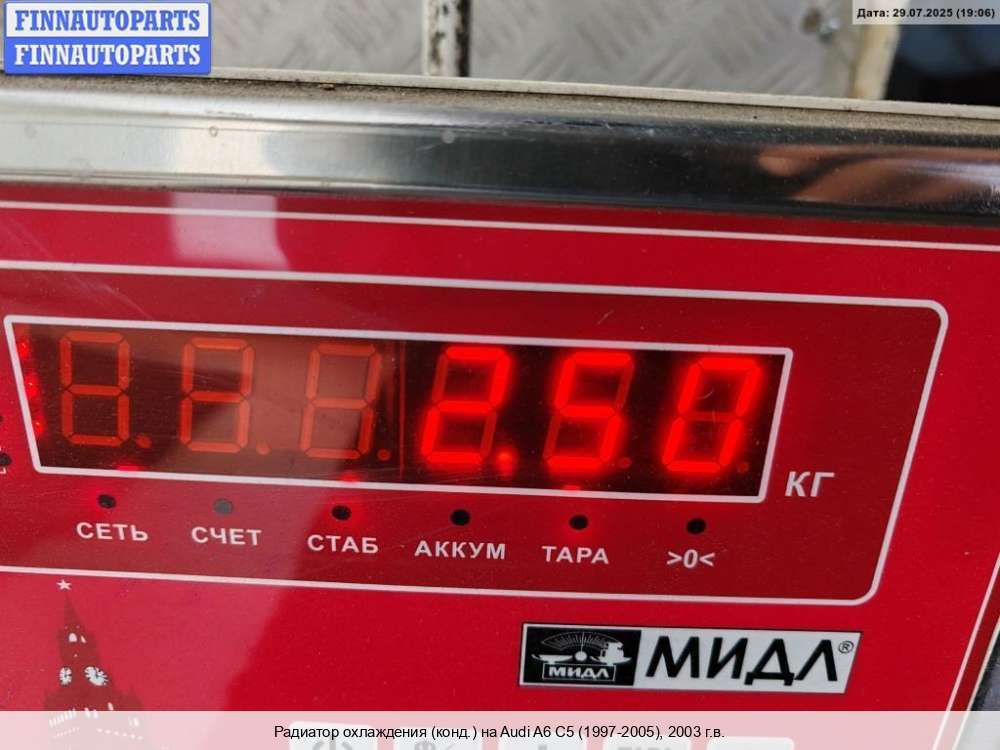 FINNAUTOPARTS
FINNAUTOPARTS
Дата: 29.07.2025 (19:06)
2.50
КГ
СЕТЬ СЧЕТ СТАБ АККУМ ТАРА >0<
МИДЛ
МИДЛ®
Радиатор охлаждения (конд.) на Audi A6 C5 (1997-2005), 2003 г.в.